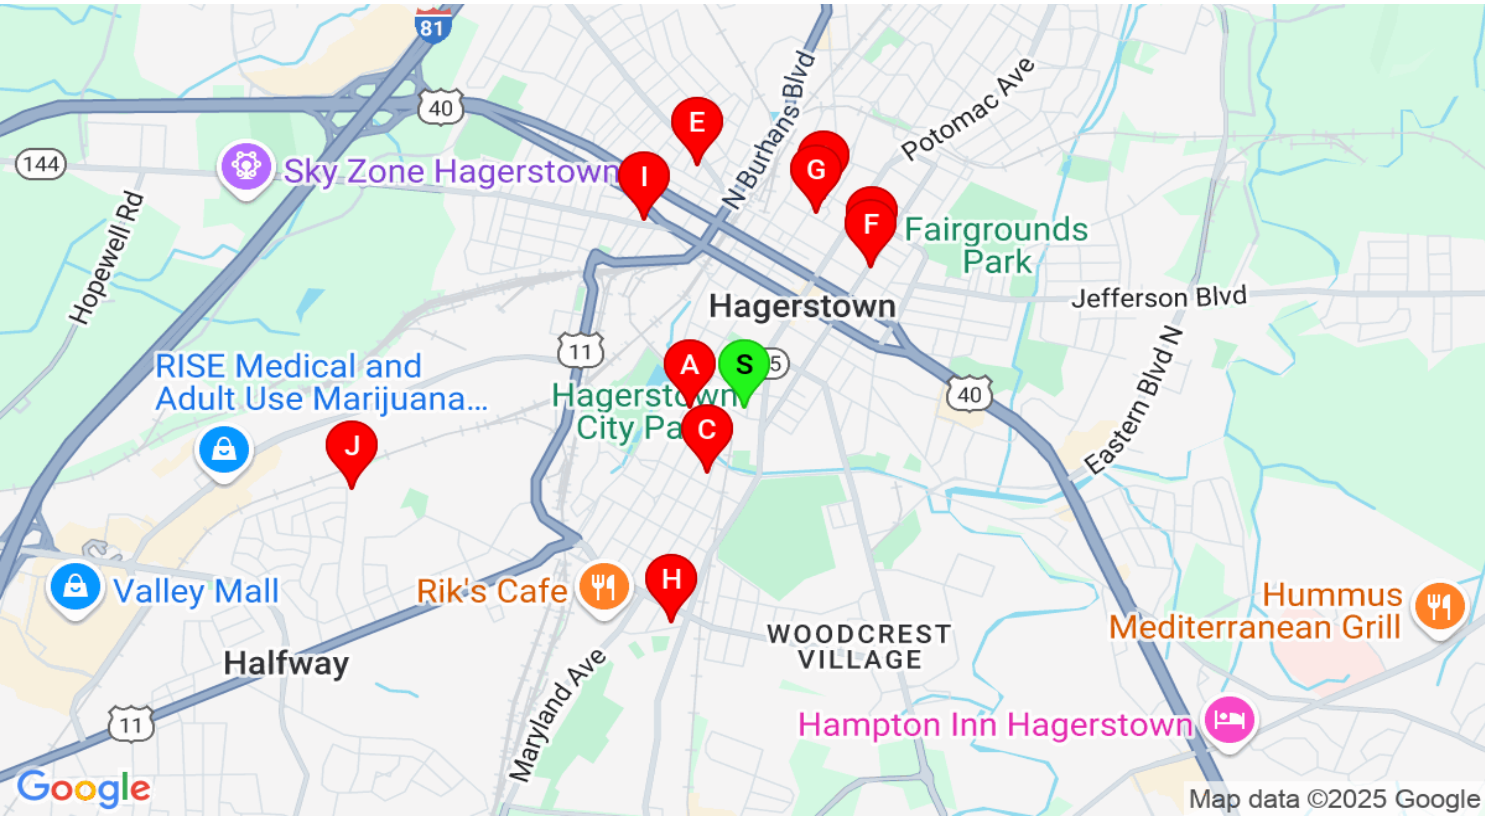 81
40
144
Sky Zone Hagerstown
Hopewell Rd
N Burhans Blvd
Potomac Ave
E
I
G
F
Fairgrounds
Park
Jefferson Blvd
Hagerstown
11
RISE Medical and
Adult Use Marijuana...
A
S
5
Hagerstown
City Pa
C
40
Eastern Blvd N
J
Valley Mall
Rik's Cafe
H
Hummus
Mediterranean Grill
WOODCREST
VILLAGE
Halfway
Maryland Ave
11
Hampton Inn Hagerstown
Google
Map data ©2025 Google